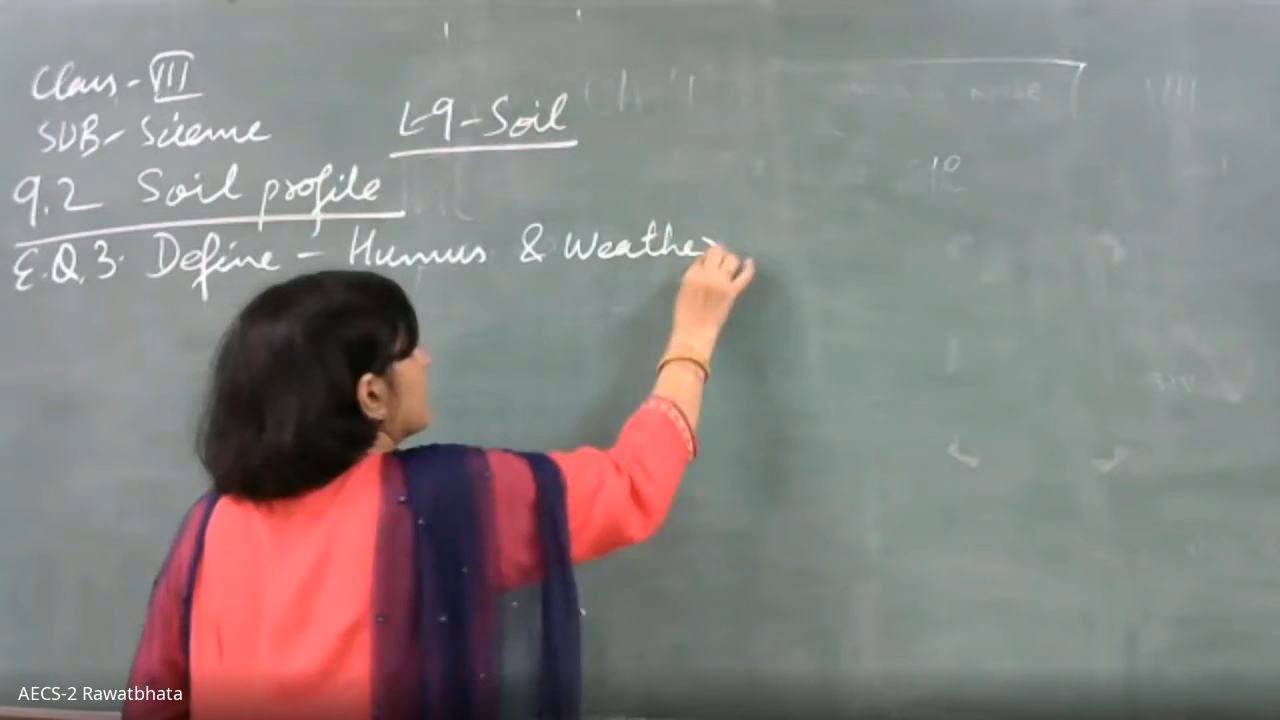 Class - VII
SUB - Science
L-9 - Soil
9.2 Soil profile
E.Q.3. Define - Humus & Weather
AECS-2 Rawatbhata